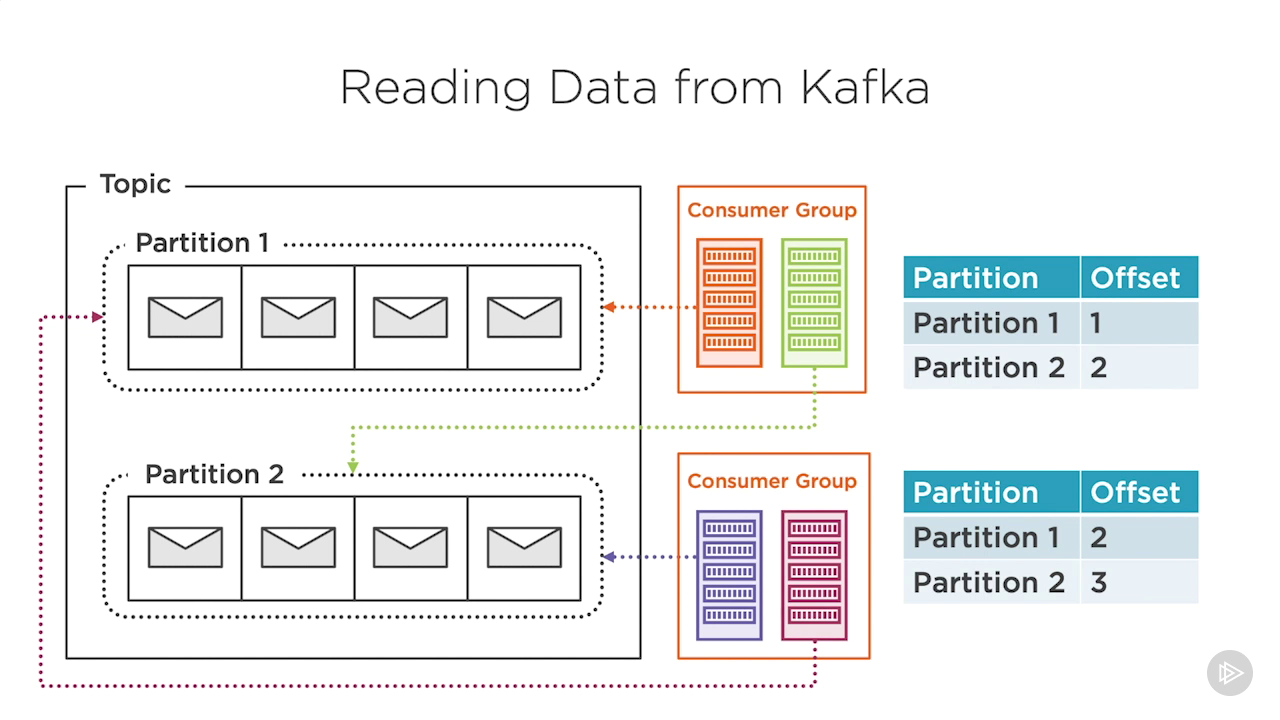 Reading Data from Kafka
Topic
Partition 1
Partition 2
Consumer Group
Partition Offset
Partition 1 1
Partition 2 2
Consumer Group
Partition Offset
Partition 1 2
Partition 2 3